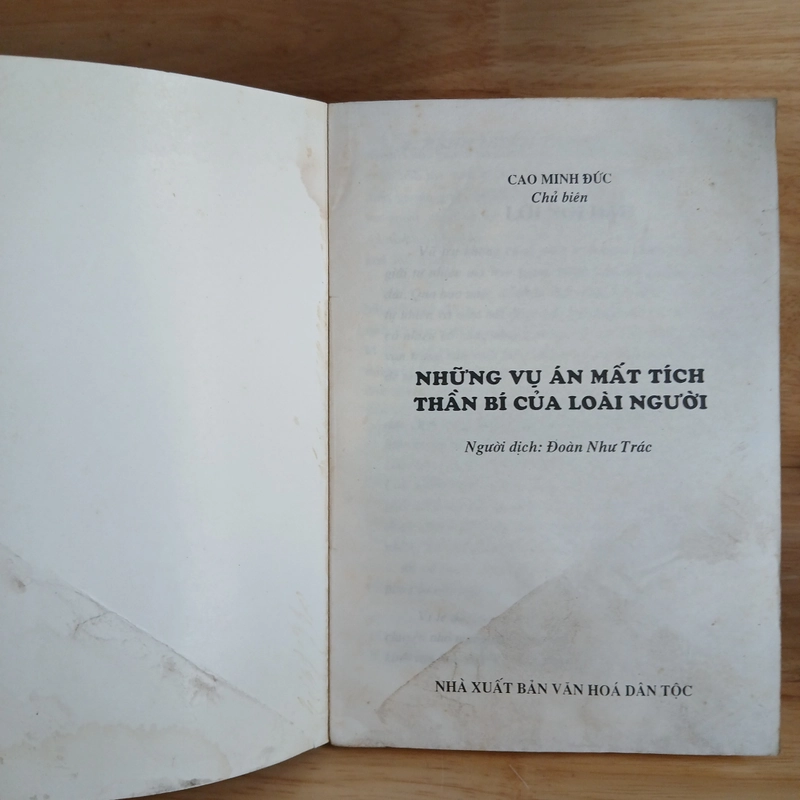 CAO MINH ĐỨC
Chủ biên
NHỮNG VỤ ÁN MẤT TÍCH
THẦN BÍ CỦA LOÀI NGƯỜI
Người dịch: Đoàn Như Trác
NHÀ XUẤT BẢN VĂN HOÁ DÂN TỘC